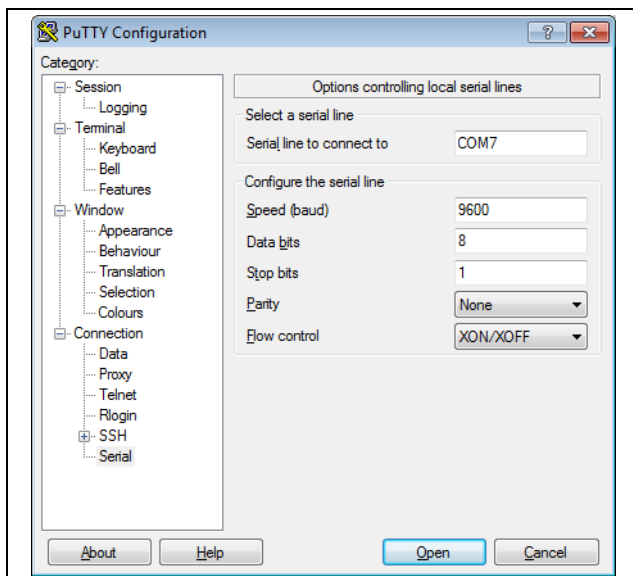 PuTTY Configuration
Category:
Session
Logging
Terminal
Keyboard
Bell
Features
Window
Appearance
Behaviour
Translation
Selection
Colours
Connection
Data
Proxy
Telnet
Rlogin
SSH
Serial
Options controlling local serial lines
Select a serial line
Serial line to connect to COM7
Configure the serial line
Speed (baud) 9600
Data bits 8
Stop bits 1
Parity None
Flow control XON/XOFF
About Help Open Cancel